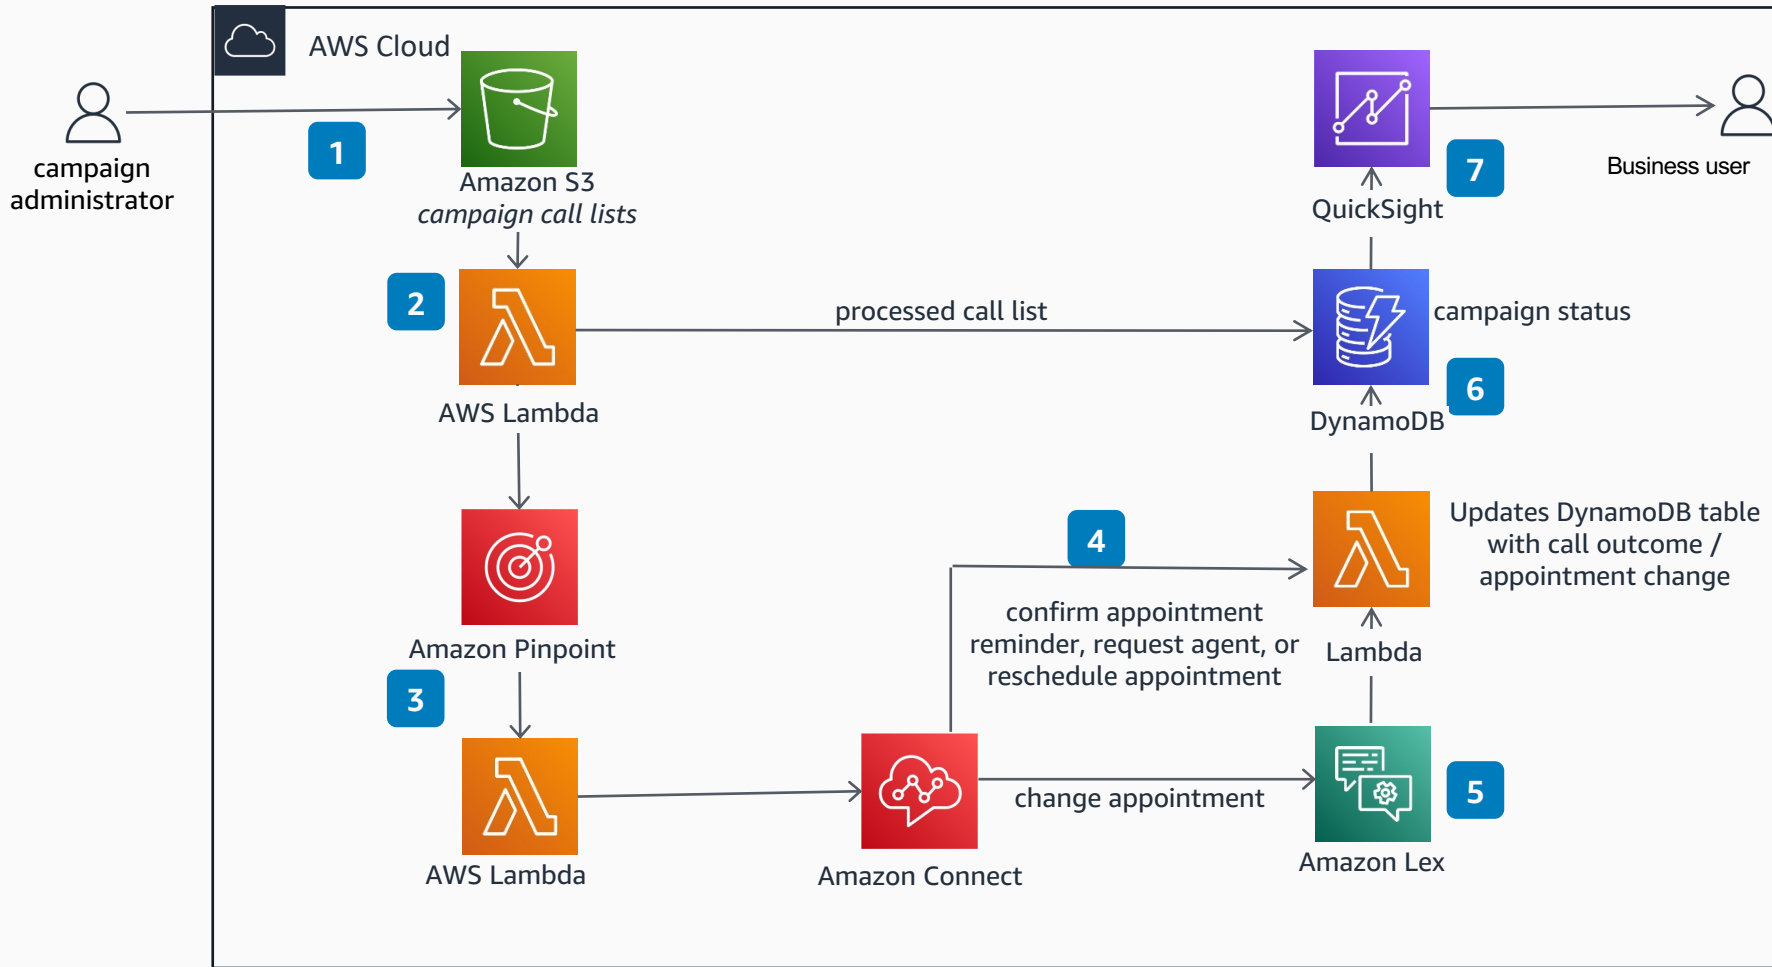 AWS Cloud
campaign
administrator
1
Amazon S3
campaign call lists
7
Business user
QuickSight
2
processed call list
campaign status
6
AWS Lambda
DynamoDB
4
Updates DynamoDB table
with call outcome /
appointment change
confirm appointment
reminder, request agent, or
reschedule appointment
Lambda
Amazon Pinpoint
3
change appointment
5
AWS Lambda
Amazon Connect
Amazon Lex